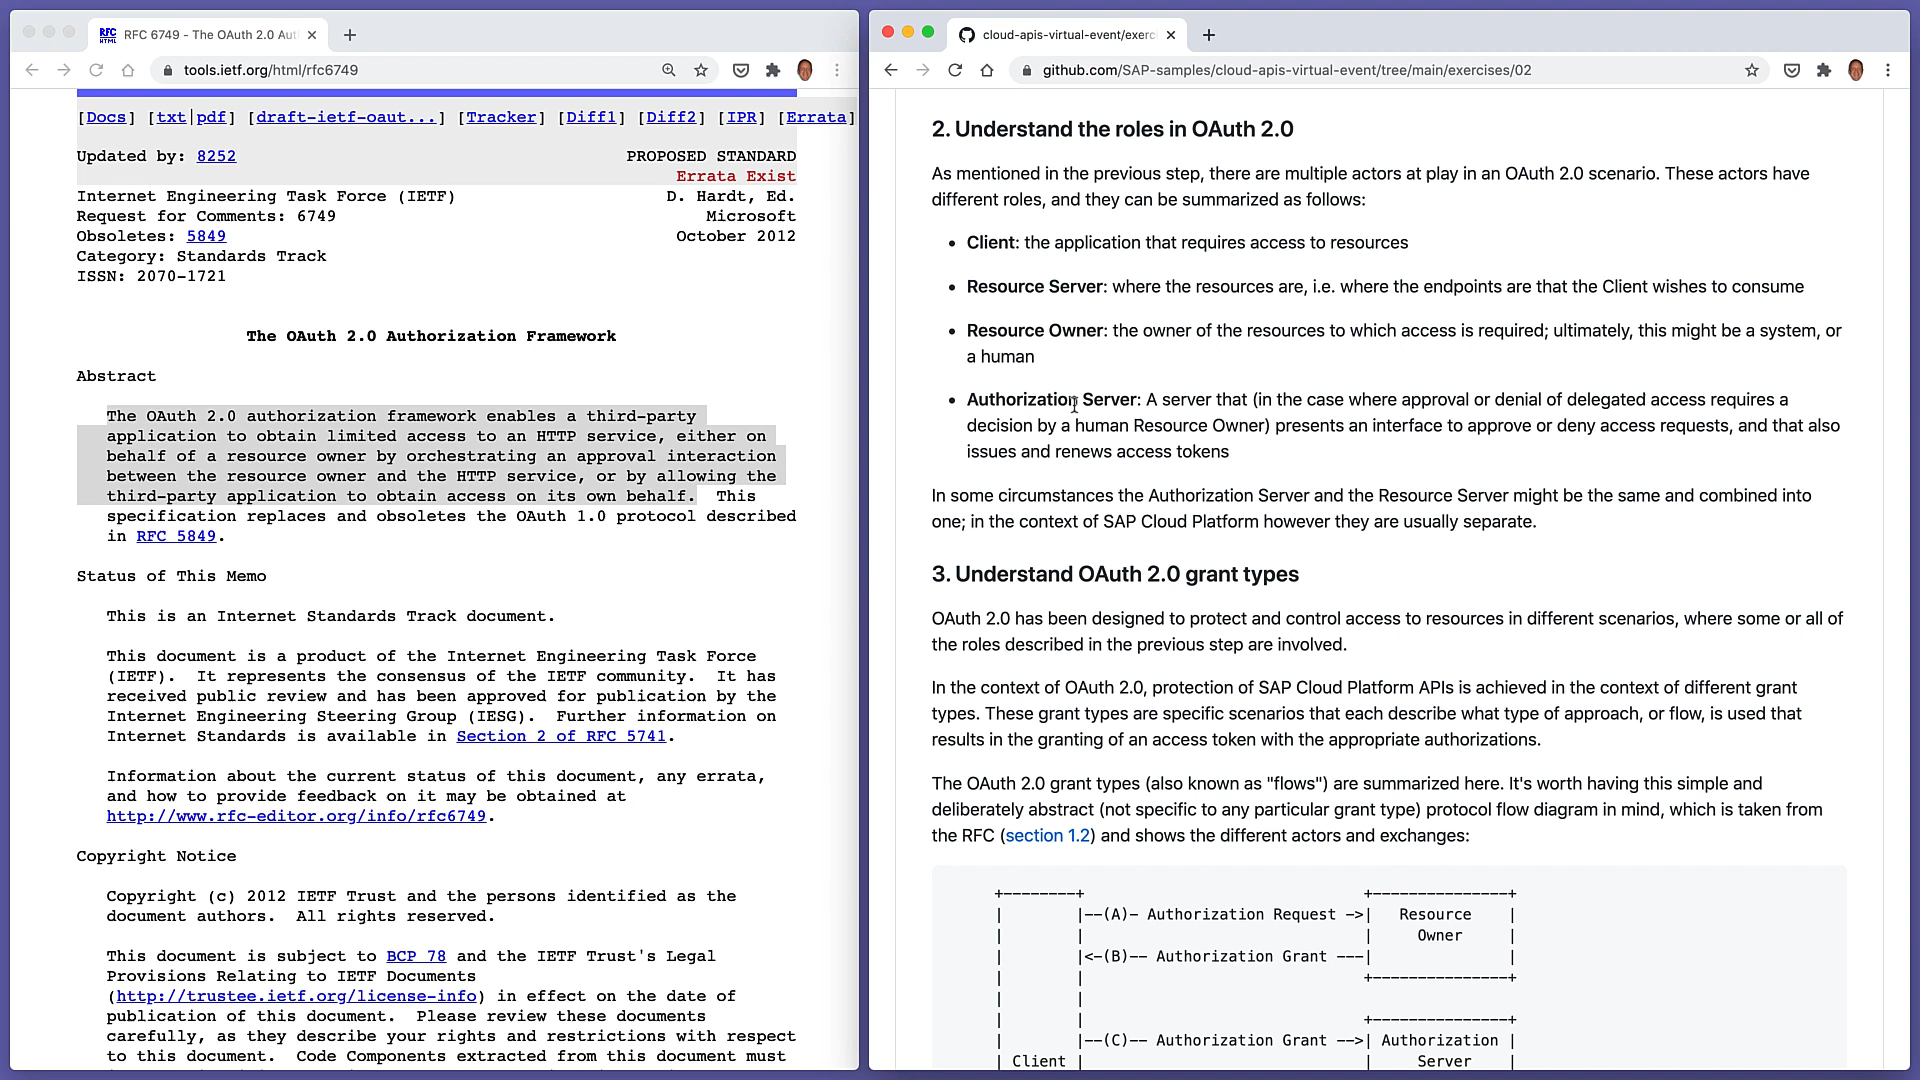 RFC 6749 - The OAuth 2.0 Aut
tools.ietf.org/html/rfc6749
[Docs] [txt|pdf] [draft-ietf-oaut...] [Tracker] [Diff1] [Diff2] [IPR] [Errata]
Updated by: 8252 PROPOSED STANDARD
Errata Exist
Internet Engineering Task Force (IETF) D. Hardt, Ed.
Request for Comments: 6749 Microsoft
Obsoletes: 5849 October 2012
Category: Standards Track
ISSN: 2070-1721
The OAuth 2.0 Authorization Framework
Abstract
The OAuth 2.0 authorization framework enables a third-party
application to obtain limited access to an HTTP service, either on
behalf of a resource owner by orchestrating an approval interaction
between the resource owner and the HTTP service, or by allowing the
third-party application to obtain access on its own behalf. This
specification replaces and obsoletes the OAuth 1.0 protocol described
in RFC 5849.
Status of This Memo
This is an Internet Standards Track document.
This document is a product of the Internet Engineering Task Force
(IETF). It represents the consensus of the IETF community. It has
received public review and has been approved for publication by the
Internet Engineering Steering Group (IESG). Further information on
Internet Standards is available in Section 2 of RFC 5741.
Information about the current status of this document, any errata,
and how to provide feedback on it may be obtained at
http://www.rfc-editor.org/info/rfc6749.
Copyright Notice
Copyright (c) 2012 IETF Trust and the persons identified as the
document authors. All rights reserved.
This document is subject to BCP 78 and the IETF Trust's Legal
Provisions Relating to IETF Documents
(http://trustee.ietf.org/license-info) in effect on the date of
publication of this document. Please review these documents
carefully, as they describe your rights and restrictions with respect
to this document. Code Components extracted from this document must
cloud-apis-virtual-event/exerc
github.com/SAP-samples/cloud-apis-virtual-event/tree/main/exercises/02
2. Understand the roles in OAuth 2.0
As mentioned in the previous step, there are multiple actors at play in an OAuth 2.0 scenario. These actors have
different roles, and they can be summarized as follows:
• Client: the application that requires access to resources
• Resource Server: where the resources are, i.e. where the endpoints are that the Client wishes to consume
• Resource Owner: the owner of the resources to which access is required; ultimately, this might be a system, or
a human
• Authorization Server: A server that (in the case where approval or denial of delegated access requires a
decision by a human Resource Owner) presents an interface to approve or deny access requests, and that also
issues and renews access tokens
In some circumstances the Authorization Server and the Resource Server might be the same and combined into
one; in the context of SAP Cloud Platform however they are usually separate.
3. Understand OAuth 2.0 grant types
OAuth 2.0 has been designed to protect and control access to resources in different scenarios, where some or all of
the roles described in the previous step are involved.
In the context of OAuth 2.0, protection of SAP Cloud Platform APIs is achieved in the context of different grant
types. These grant types are specific scenarios that each describe what type of approach, or flow, is used that
results in the granting of an access token with the appropriate authorizations.
The OAuth 2.0 grant types (also known as "flows") are summarized here. It's worth having this simple and
deliberately abstract (not specific to any particular grant type) protocol flow diagram in mind, which is taken from
the RFC (section 1.2) and shows the different actors and exchanges:
+--------+                               +---------------+
|        |--(A)- Authorization Request ->|   Resource    |
|        |                               |     Owner     |
|        |<-(B)-- Authorization Grant ---|               |
|        |                               +---------------+
|        |
|        |                               +---------------+
|        |--(C)-- Authorization Grant -->| Authorization |
| Client |                               |     Server    |